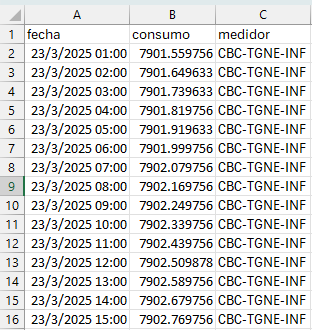 A B C
1 fecha consumo medidor
2 23/3/2025 01:00 7901.559756 CBC-TGNE-INF
3 23/3/2025 02:00 7901.649633 CBC-TGNE-INF
4 23/3/2025 03:00 7901.739633 CBC-TGNE-INF
5 23/3/2025 04:00 7901.819756 CBC-TGNE-INF
6 23/3/2025 05:00 7901.919633 CBC-TGNE-INF
7 23/3/2025 06:00 7901.999756 CBC-TGNE-INF
8 23/3/2025 07:00 7902.079756 CBC-TGNE-INF
9 23/3/2025 08:00 7902.169756 CBC-TGNE-INF
10 23/3/2025 09:00 7902.249756 CBC-TGNE-INF
11 23/3/2025 10:00 7902.339756 CBC-TGNE-INF
12 23/3/2025 11:00 7902.439756 CBC-TGNE-INF
13 23/3/2025 12:00 7902.509878 CBC-TGNE-INF
14 23/3/2025 13:00 7902.589756 CBC-TGNE-INF
15 23/3/2025 14:00 7902.679756 CBC-TGNE-INF
16 23/3/2025 15:00 7902.769756 CBC-TGNE-INF